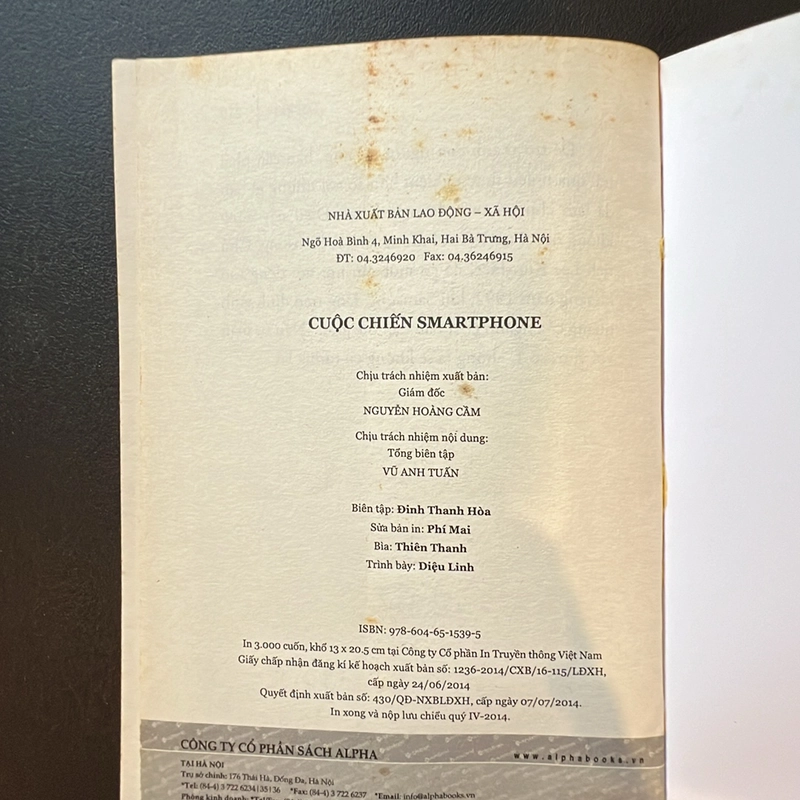 NHÀ XUẤT BẢN LAO ĐỘNG – XÃ HỘI
Ngõ Hoà Bình 4, Minh Khai, Hai Bà Trưng, Hà Nội
ĐT: 04.3246920 Fax: 04.36246915
CUỘC CHIẾN SMARTPHONE
Chịu trách nhiệm xuất bản:
Giám đốc
NGUYỄN HOÀNG CẦM
Chịu trách nhiệm nội dung:
Tổng biên tập
VŨ ANH TUẤN
Biên tập: Đinh Thanh Hòa
Sửa bản in: Phí Mai
Bìa: Thiên Thanh
Trình bày: Diệu Linh
ISBN: 978-604-65-1539-5
In 3.000 cuốn, khổ 13 x 20.5 cm tại Công ty Cổ phần In Truyền thông Việt Nam
Giấy chấp nhận đăng kí kế hoạch xuất bản số: 1236-2014/CXB/16-115/LĐXH,
cấp ngày 24/06/2014
Quyết định xuất bản số: 430/QĐ-NXBLĐXH, cấp ngày 07/07/2014.
In xong và nộp lưu chiểu quý IV-2014.
CÔNG TY CỔ PHẦN SÁCH ALPHA
www.alphabooks.vn
TẠI HÀ NỘI
Trụ sở chính: 176 Thái Hà, Đống Đa, Hà Nội
*Tel: (84-4) 3 722 6234|35|36 *Fax: (84-4) 3 722 6237 *Email: info@alphabooks.vn
Phòng kinh doanh: